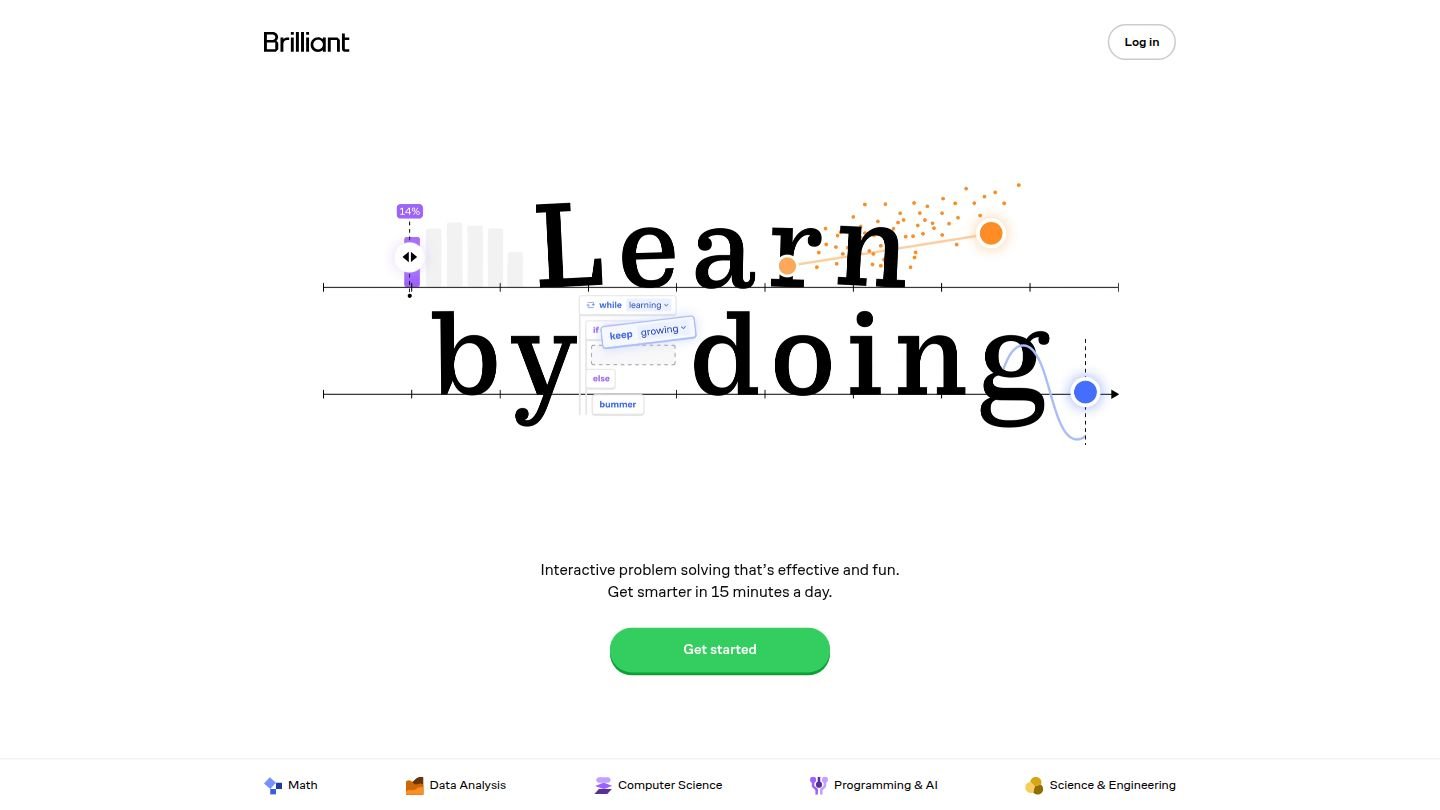 Brilliant
Log in
14%
Learn
while learning
if
keep growing
by doing
else
bummer
Interactive problem solving that’s effective and fun.
Get smarter in 15 minutes a day.
Get started
Math
Data Analysis
Computer Science
Programming & AI
Science & Engineering